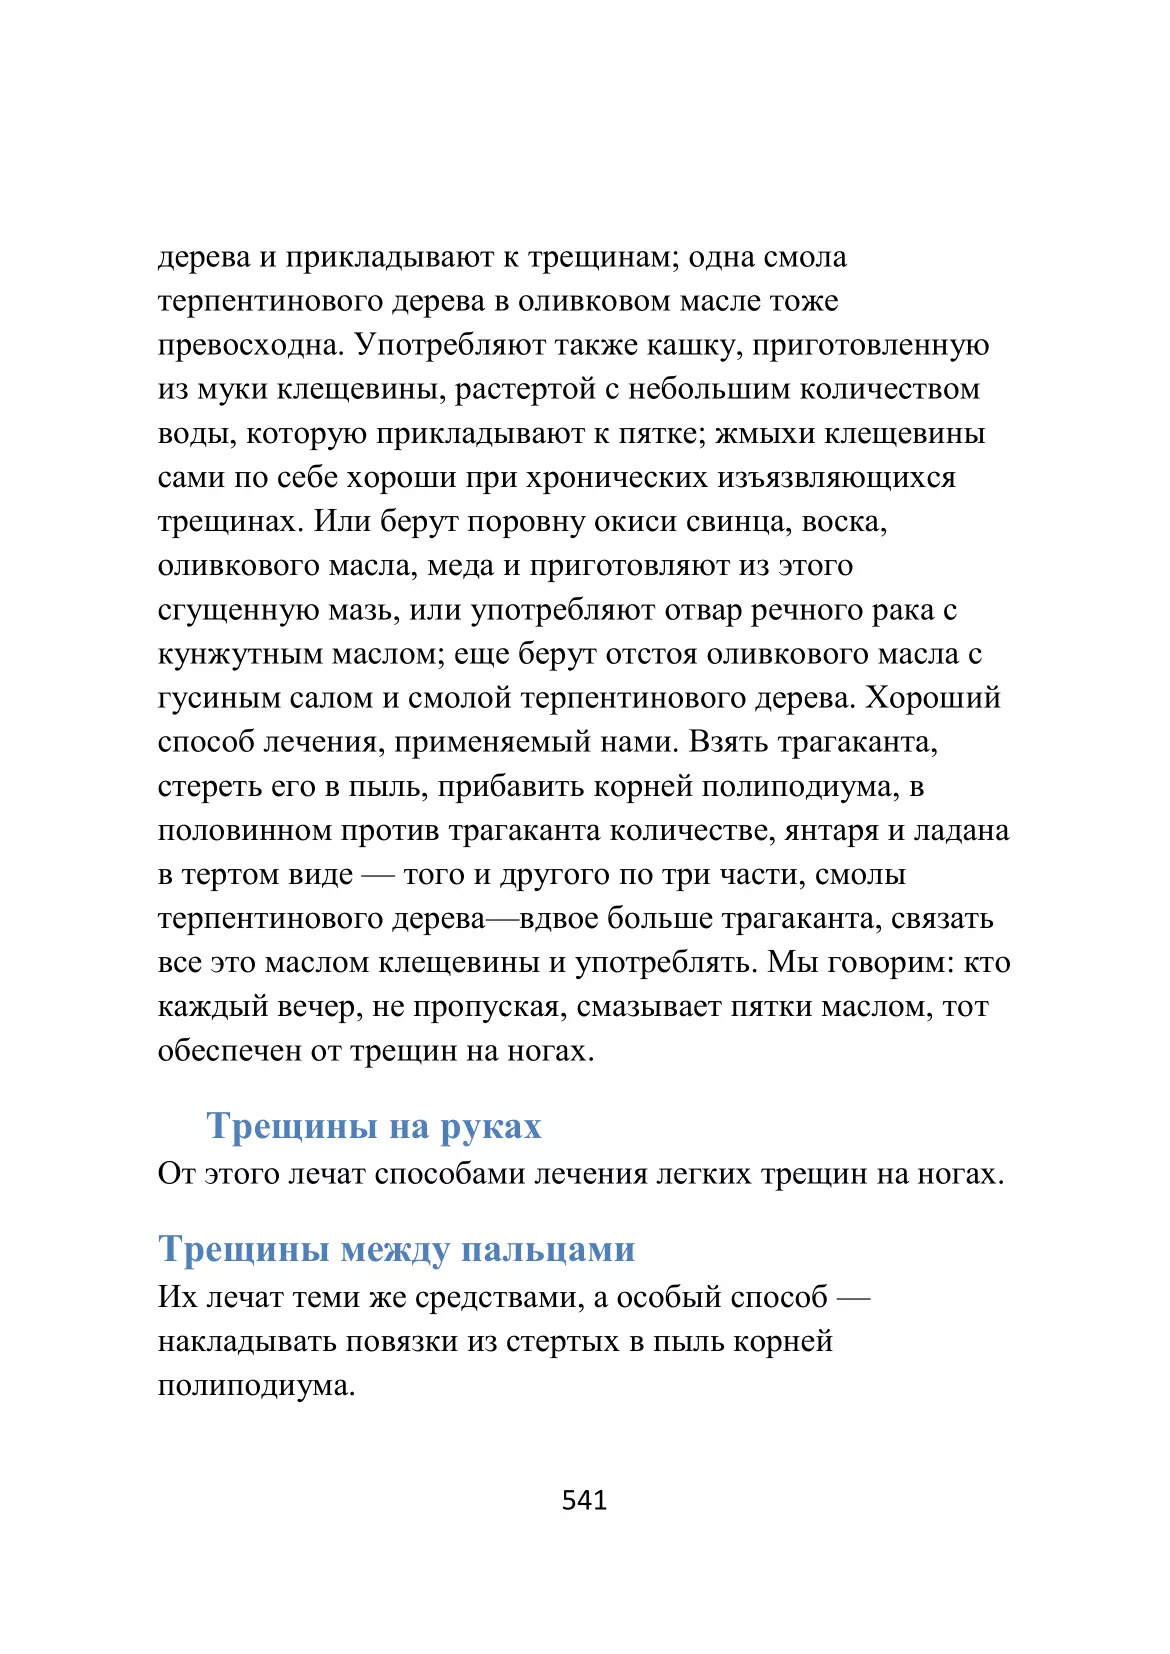 дерева и прикладывают к трещинам; одна смола
терпентинового дерева в оливковом масле тоже
превосходна. Употребляют также кашку, приготовленную
из муки клещевины, растертой с небольшим количеством
воды, которую прикладывают к пятке; жмыхи клещевины
сами по себе хороши при хронических изъязвляющихся
трещинах. Или берут поровну окиси свинца, воска,
оливкового масла, меда и приготовляют из этого
сгущенную мазь, или употребляют отвар речного рака с
кунжутным маслом; еще берут отстоя оливкового масла с
гусиным салом и смолой терпентинового дерева. Хороший
способ лечения, применяемый нами. Взять трагаканта,
стереть его в пыль, прибавить корней полиподиума, в
половинном против трагаканта количестве, янтаря и ладана
в тертом виде — того и другого по три части, смолы
терпентинового дерева—вдвое больше трагаканта, связать
все это маслом клещевины и употреблять. Мы говорим: кто
каждый вечер, не пропуская, смазывает пятки маслом, тот
обеспечен от трещин на ногах.
Трещины на руках
От этого лечат способами лечения легких трещин на ногах.
Трещины между пальцами
Их лечат теми же средствами, а особый способ —
накладывать повязки из стертых в пыль корней
полиподиума.
541